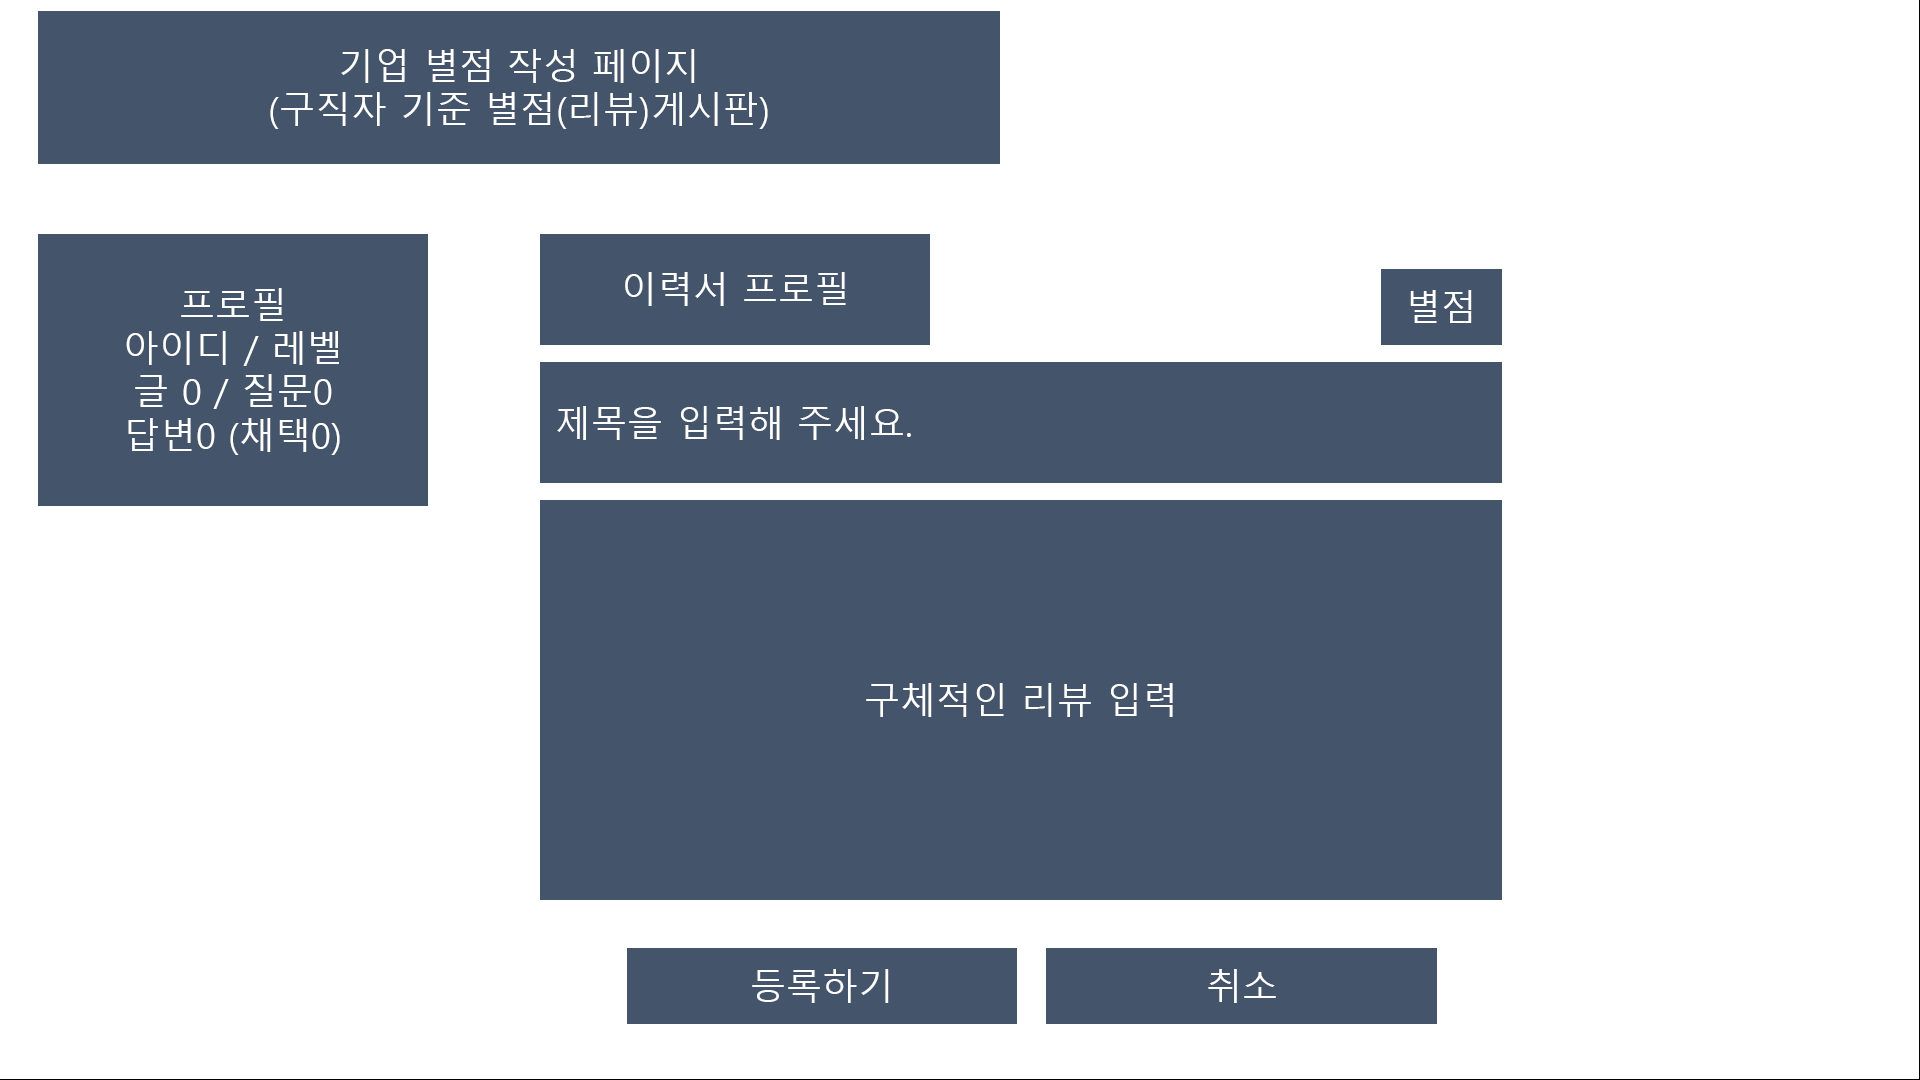 기업 별점 작성 페이지
(구직자 기준 별점(리뷰)게시판)
프로필
아이디 / 레벨
글 0 / 질문0
답변0 (채택0)
이력서 프로필
별점
제목을 입력해 주세요.
구체적인 리뷰 입력
등록하기
취소